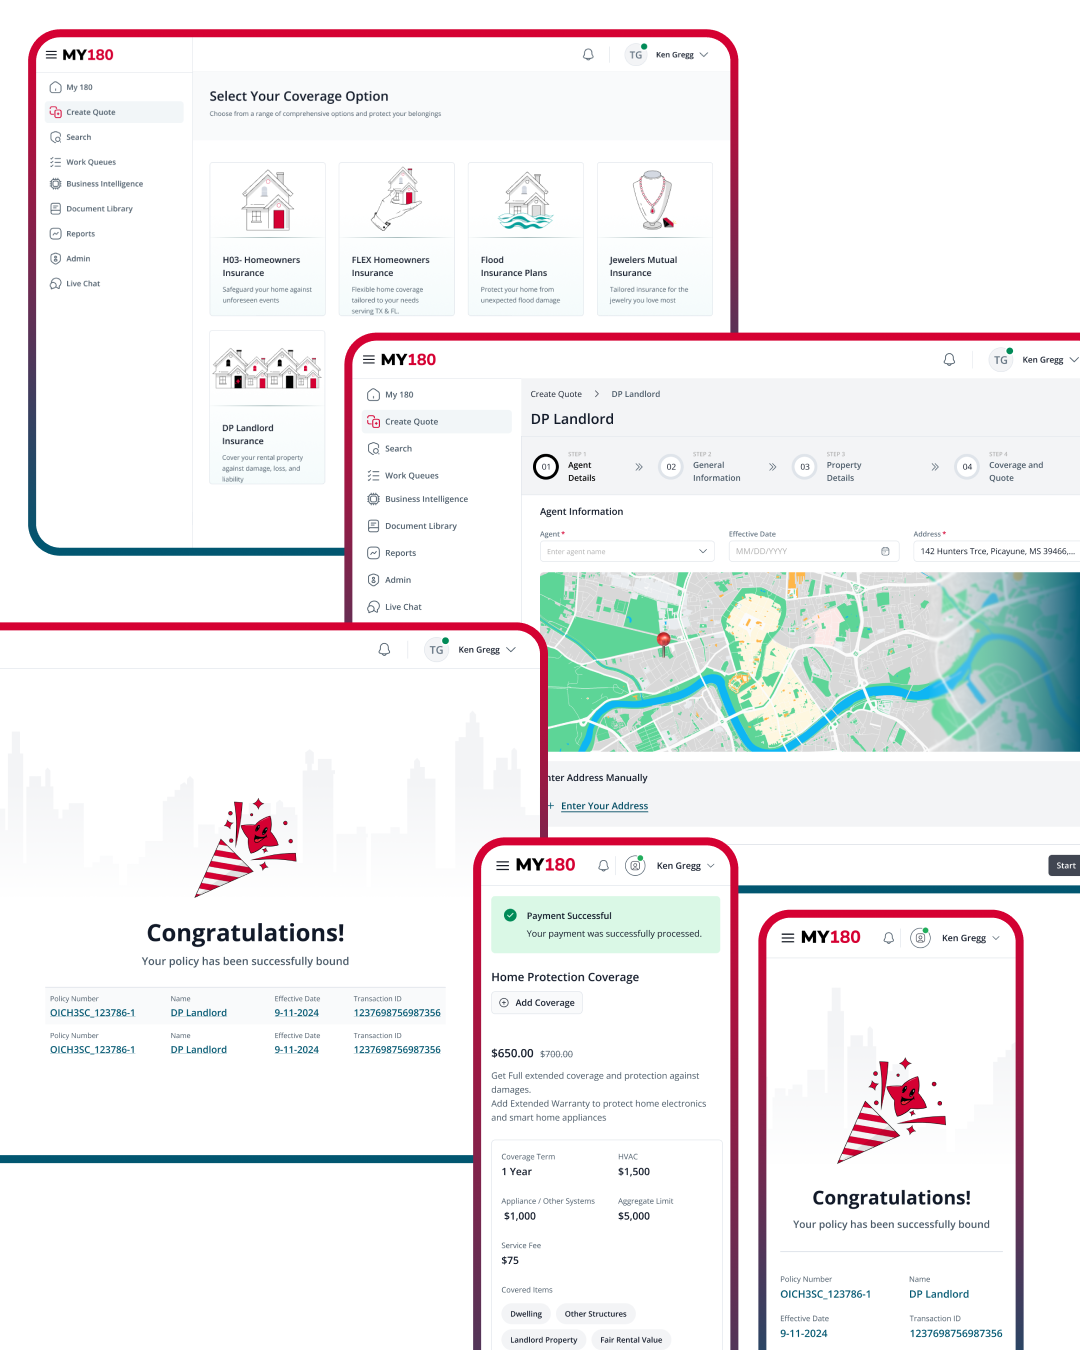 MY180
TG
Ken Gregg
My 180
Create Quote
Search
Work Queues
Business Intelligence
Document Library
Reports
Admin
Live Chat
Select Your Coverage Option
Choose from a range of comprehensive options and protect your belongings
H03- Homeowners
Insurance
Safeguard your home against
unforeseen events
FLEX Homeowners
Insurance
Flexible home coverage
tailored to your needs
serving TX & FL.
Flood
Insurance Plans
Protect your home from
unexpected flood damage
Jewelers Mutual
Insurance
Tailored insurance for the
jewelry you love most
DP Landlord
Insurance
Cover your rental property
against damage, loss, and
liability
MY180
TG
Ken Gregg
My 180
Create Quote
Search
Work Queues
Business Intelligence
Document Library
Reports
Admin
Live Chat
Create Quote > DP Landlord
DP Landlord
01
STEP 1
Agent
Details
02
STEP 2
General
Information
03
STEP 3
Property
Details
04
STEP 4
Coverage and
Quote
Agent Information
Agent *
Enter agent name
Effective Date
MM/DD/YYYY
Address *
142 Hunters Trce, Picayune, MS 39466,...
nter Address Manually
+ Enter Your Address
Start
TG
Ken Gregg
Congratulations!
Your policy has been successfully bound
Policy Number Name Effective Date Transaction ID
OICH3SC_123786-1 DP Landlord 9-11-2024 1237698756987356
Policy Number Name Effective Date Transaction ID
OICH3SC_123786-1 DP Landlord 9-11-2024 1237698756987356
MY180
Ken Gregg
Payment Successful
Your payment was successfully processed.
Home Protection Coverage
Add Coverage
$650.00 $700.00
Get Full extended coverage and protection against
damages.
Add Extended Warranty to protect home electronics
and smart home appliances
Coverage Term HVAC
1 Year $1,500
Appliance / Other Systems Aggregate Limit
$1,000 $5,000
Service Fee
$75
Covered Items
Dwelling Other Structures
Landlord Property Fair Rental Value
MY180
Ken Gregg
Congratulations!
Your policy has been successfully bound
Policy Number Name
OICH3SC_123786-1 DP Landlord
Effective Date Transaction ID
9-11-2024 1237698756987356